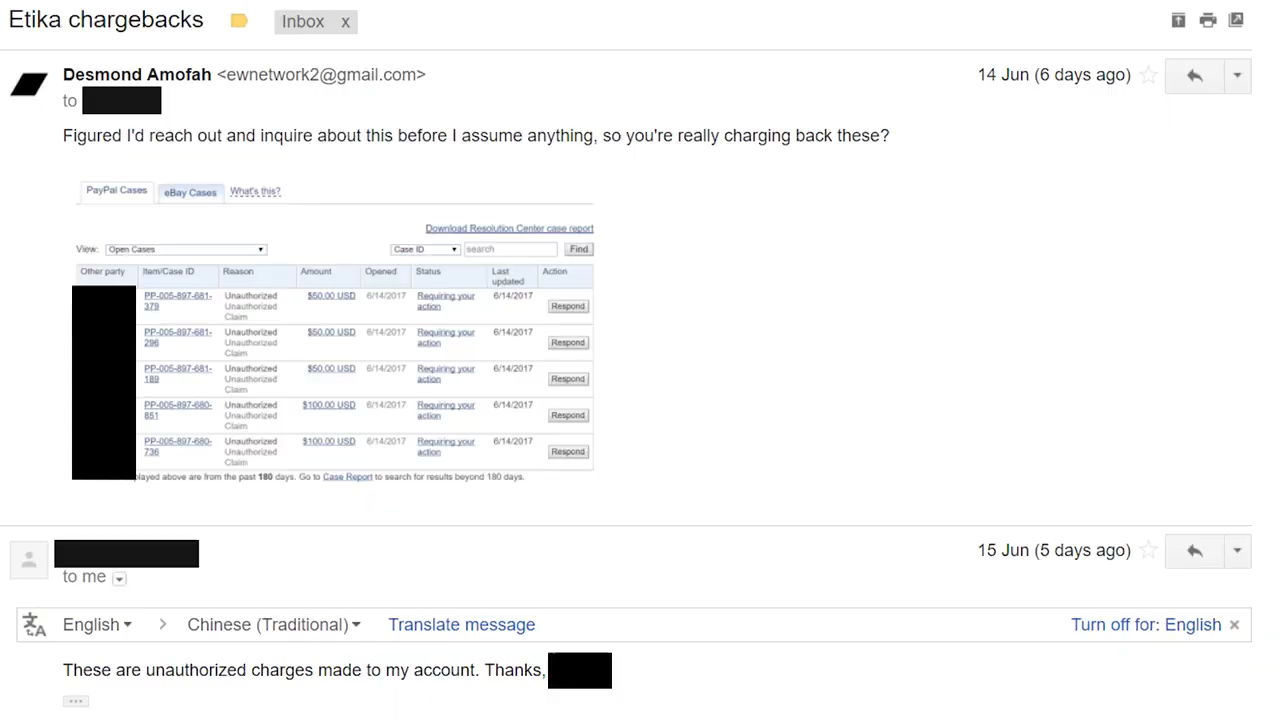 Etika chargebacks
Inbox x
Desmond Amofah <ewnetwork2@gmail.com>
14 Jun (6 days ago)
to
Figured I'd reach out and inquire about this before I assume anything, so you're really charging back these?
PayPal Cases eBay Cases What's this?
Download Resolution Center case report
View: Open Cases Case ID search Find
Other party Item/Case ID Reason Amount Opened Status Last updated Action
PP-005-897-681- Unauthorized $50.00 USD 6/14/2017 Requiring your 6/14/2017
379 Unauthorized action Respond
Claim
PP-005-897-681- Unauthorized $50.00 USD 6/14/2017 Requiring your 6/14/2017
296 Unauthorized action Respond
Claim
PP-005-897-681- Unauthorized $50.00 USD 6/14/2017 Requiring your 6/14/2017
189 Unauthorized action Respond
Claim
PP-005-897-680- Unauthorized $100.00 USD 6/14/2017 Requiring your 6/14/2017
851 Unauthorized action Respond
Claim
PP-005-897-680- Unauthorized $100.00 USD 6/14/2017 Requiring your 6/14/2017
736 Unauthorized action Respond
Claim
played above are from the past 180 days. Go to Case Report to search for results beyond 180 days.
15 Jun (5 days ago)
to me
English > Chinese (Traditional) Translate message Turn off for: English ×
These are unauthorized charges made to my account. Thanks,